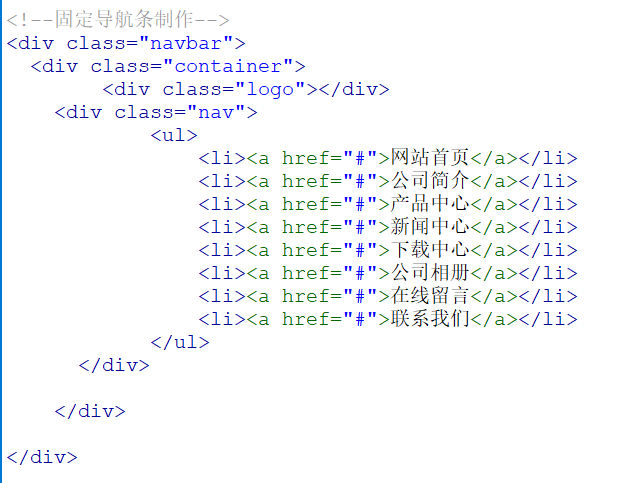 <!--固定导航条制作-->
<div class="navbar">
  <div class="container">
        <div class="logo"></div>
    <div class="nav">
            <ul>
                <li><a href="#">网站首页</a></li>
                <li><a href="#">公司简介</a></li>
                <li><a href="#">产品中心</a></li>
                <li><a href="#">新闻中心</a></li>
                <li><a href="#">下载中心</a></li>
                <li><a href="#">公司相册</a></li>
                <li><a href="#">在线留言</a></li>
                <li><a href="#">联系我们</a></li>
            </ul>
      </div>
    </div>
</div>